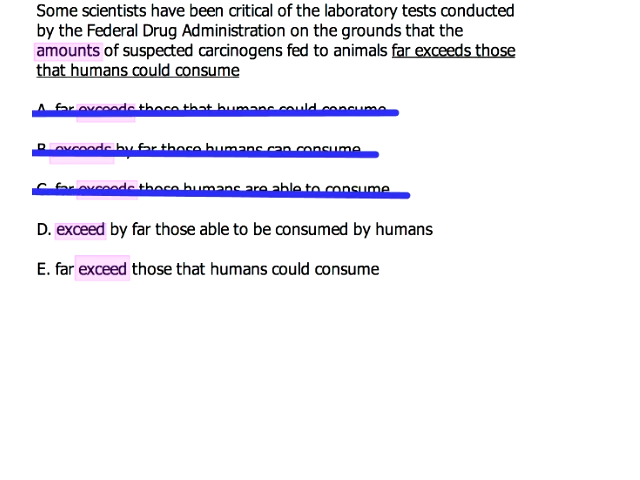 Some scientists have been critical of the laboratory tests conducted
by the Federal Drug Administration on the grounds that the
amounts of suspected carcinogens fed to animals far exceeds those
that humans could consume
A. far exceeds those that humans could consume
B. exceeds by far those humans can consume
C. far exceeds those humans are able to consume
D. exceed by far those able to be consumed by humans
E. far exceed those that humans could consume